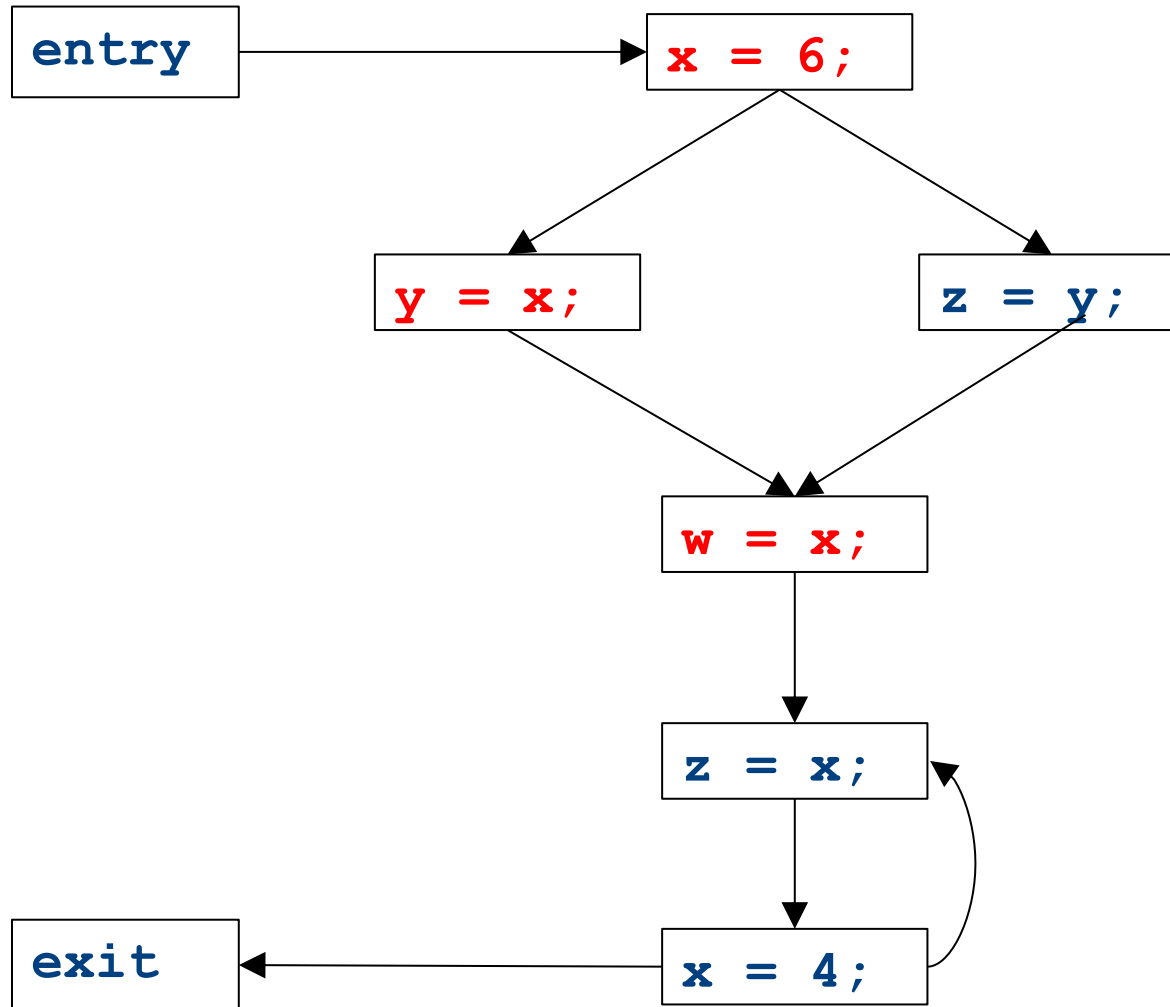 entry
x = 6;
y = x;
z = y;
w = x;
z = x;
exit
x = 4;